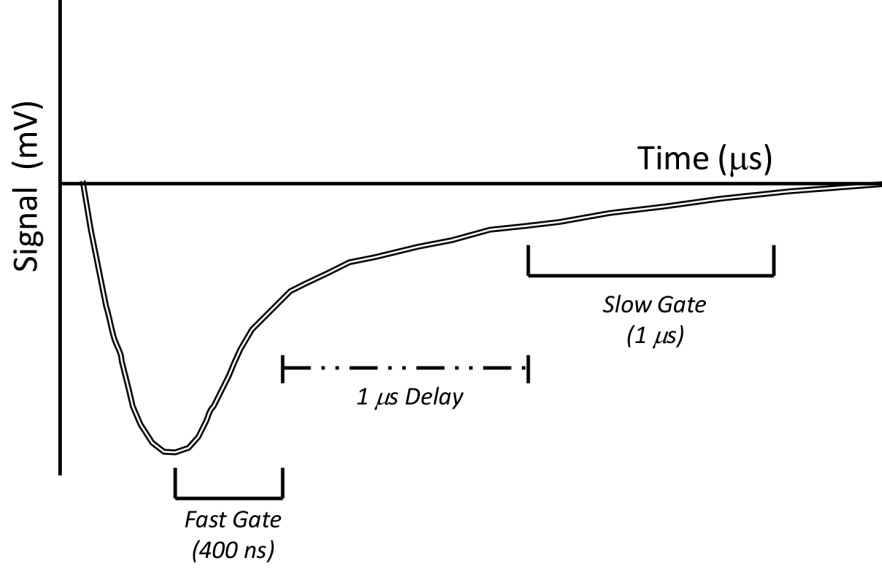 Signal (mV)
Time (μs)
Slow Gate
(1 μs)
1 μs Delay
Fast Gate
(400 ns)